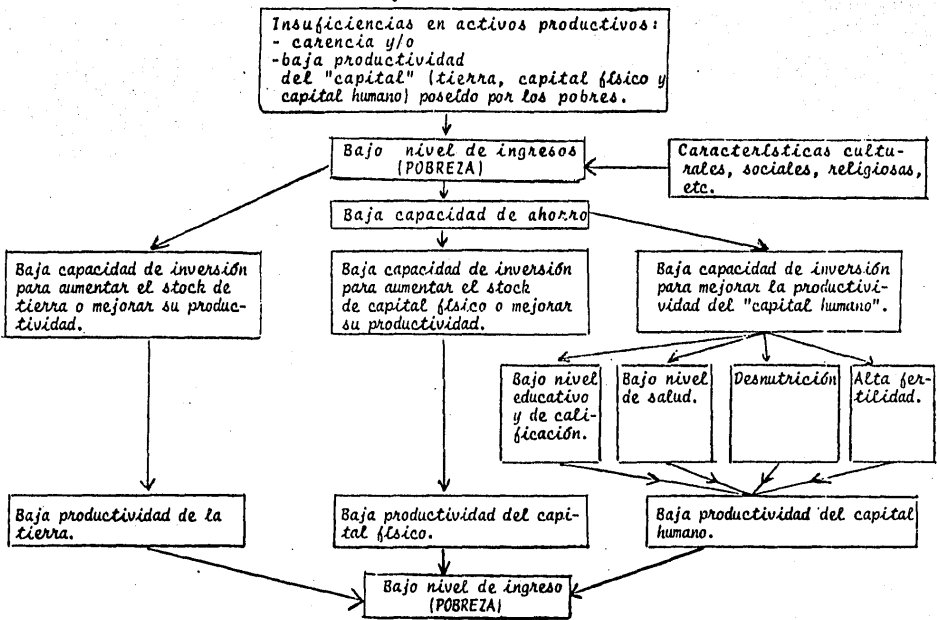 Insuficiencias en activos productivos:
- carencia y/o
-baja productividad
del "capital" (tierra, capital físico y
capital humano) poseído por los pobres.
Bajo nivel de ingresos
(POBREZA)
Características cultu-
rales, sociales, religiosas,
etc.
Baja capacidad de ahorro
Baja capacidad de inversión
para aumentar el stock de
tierra o mejorar su produc-
tividad.
Baja capacidad de inversión
para aumentar el stock
de capital físico o mejorar
su productividad.
Baja capacidad de inversión
para mejorar la productivi-
vidad del "capital humano".
Bajo nivel
educativo
y de cali-
ficación.
Bajo nivel
de salud.
Desnutrición
Alta fer-
tilidad.
Baja productividad de la
tierra.
Baja productividad del capi-
tal físico.
Baja productividad del capital
humano.
Bajo nivel de ingreso
(POBREZA)